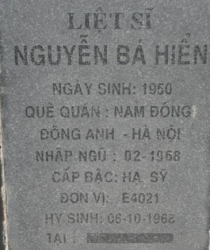 LIỆT SĨ
NGUYỄN BÁ HIỂN
NGÀY SINH: 1950
QUÊ QUÁN: NAM ĐỒNG
ĐÔNG ANH - HÀ NỘI
NHẬP NGŨ: 02-1968
CẤP BẬC: HẠ SỸ
ĐƠN VỊ: E4021
HY SINH: 06-10-1968
TẠI: